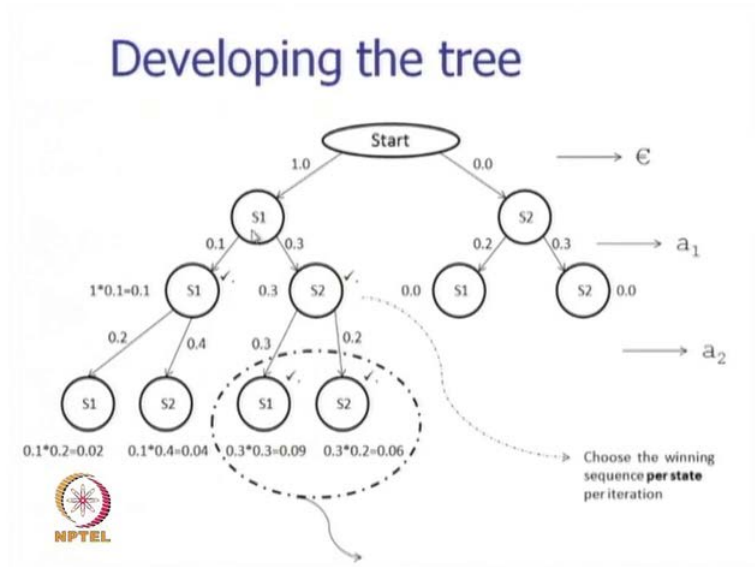 Developing the tree
Start
1.0
0.0
€
S1
S2
0.1
0.3
0.2
0.3
a₁
1*0.1=0.1
S1
0.3
S2
0.0
S1
S2
0.0
0.2
0.4
0.3
0.2
a₂
S1
S2
S1
S2
0.1*0.2=0.02
0.1*0.4=0.04
0.3*0.3=0.09
0.3*0.2=0.06
Choose the winning
sequence per state
per iteration
NPTEL